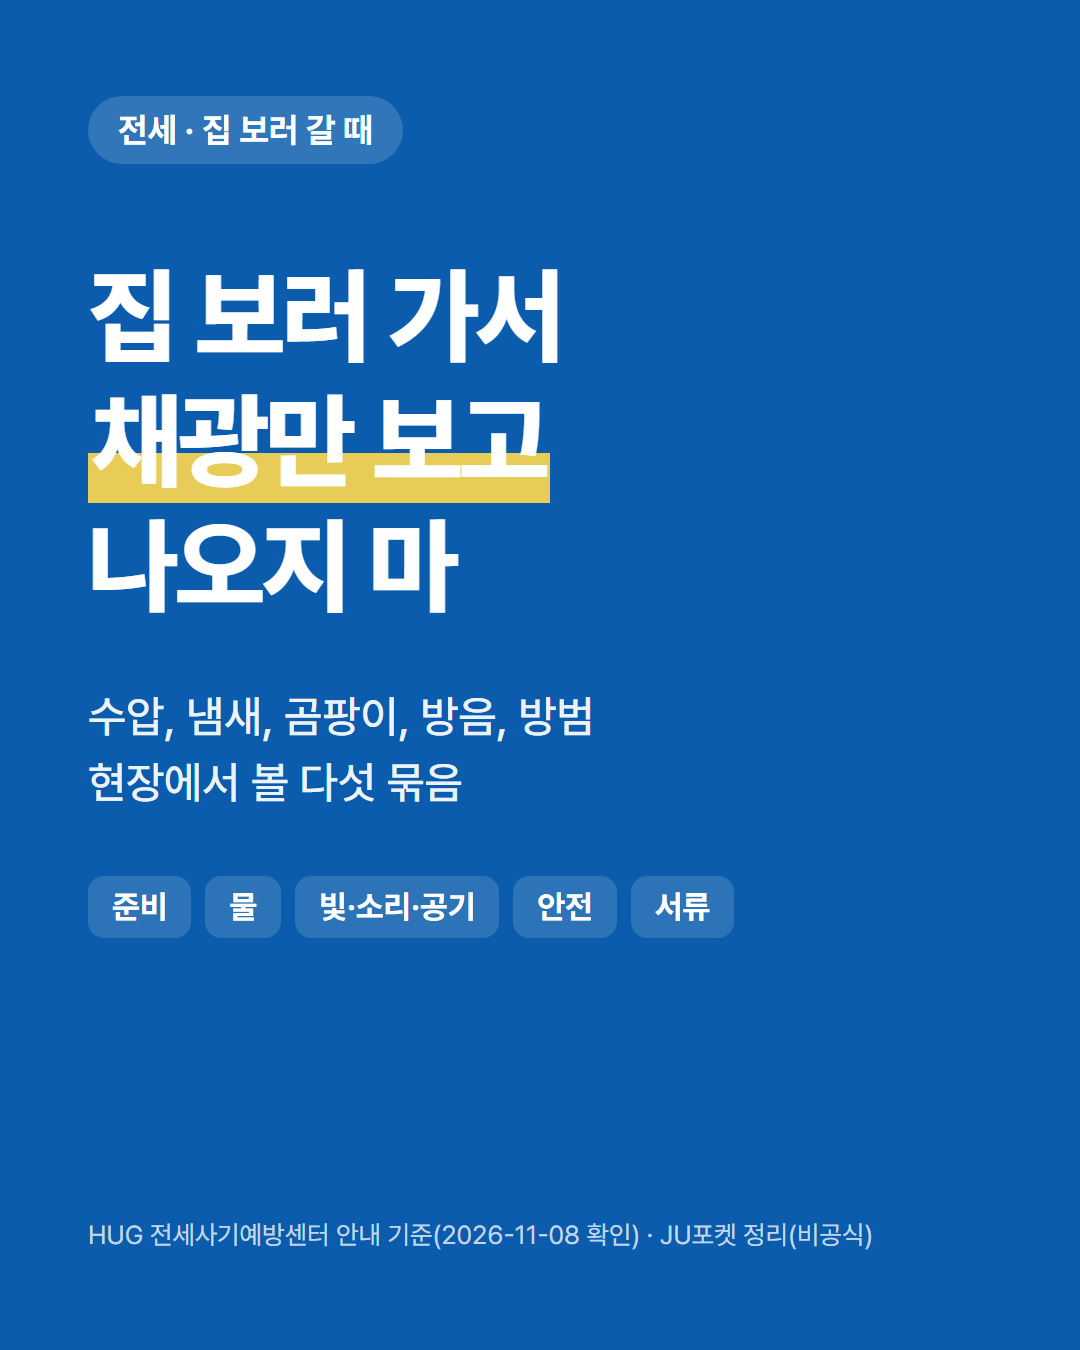 전세 · 집 보러 갈 때
집 보러 가서
채광만 보고
나오지 마
수압, 냄새, 곰팡이, 방음, 방범
현장에서 볼 다섯 묶음
준비 물 빛·소리·공기 안전 서류
HUG 전세사기예방센터 안내 기준(2026-11-08 확인) · JU포켓 정리(비공식)